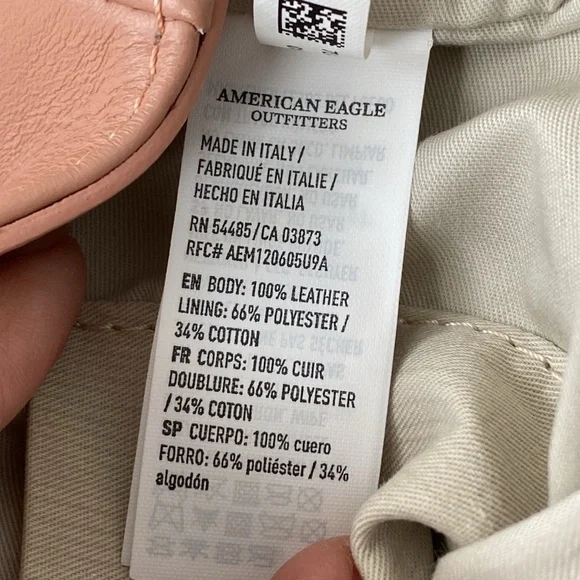 AMERICAN EAGLE
OUTFITTERS
MADE IN ITALY /
FABRIQUÉ EN ITALIE /
HECHO EN ITALIA
RN 54485/CA 03873
RFC# AEM120605U9A
EN BODY: 100% LEATHER
LINING: 66% POLYESTER /
34% COTTON
FR CORPS: 100% CUIR
DOUBLURE: 66% POLYESTER
/ 34% COTON
SP CUERPO: 100% cuero
FORRO: 66% poliéster / 34%
algodón